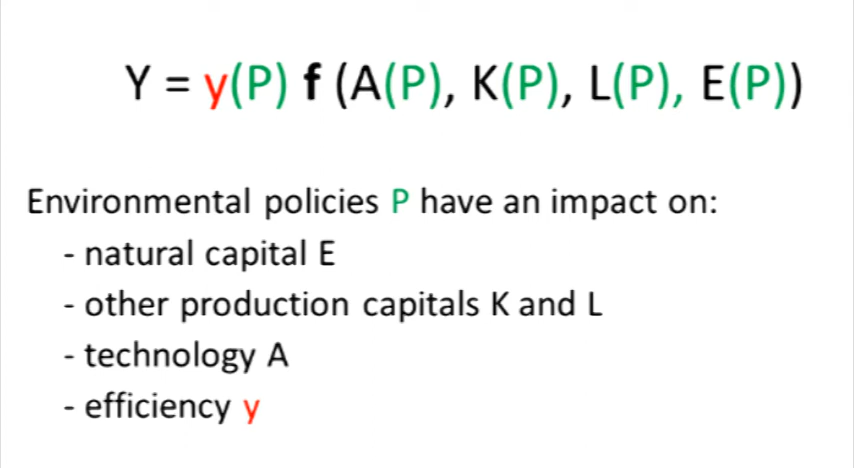 Y = y(P) f (A(P), K(P), L(P), E(P))
Environmental policies P have an impact on:
- natural capital E
- other production capitals K and L
- technology A
- efficiency y